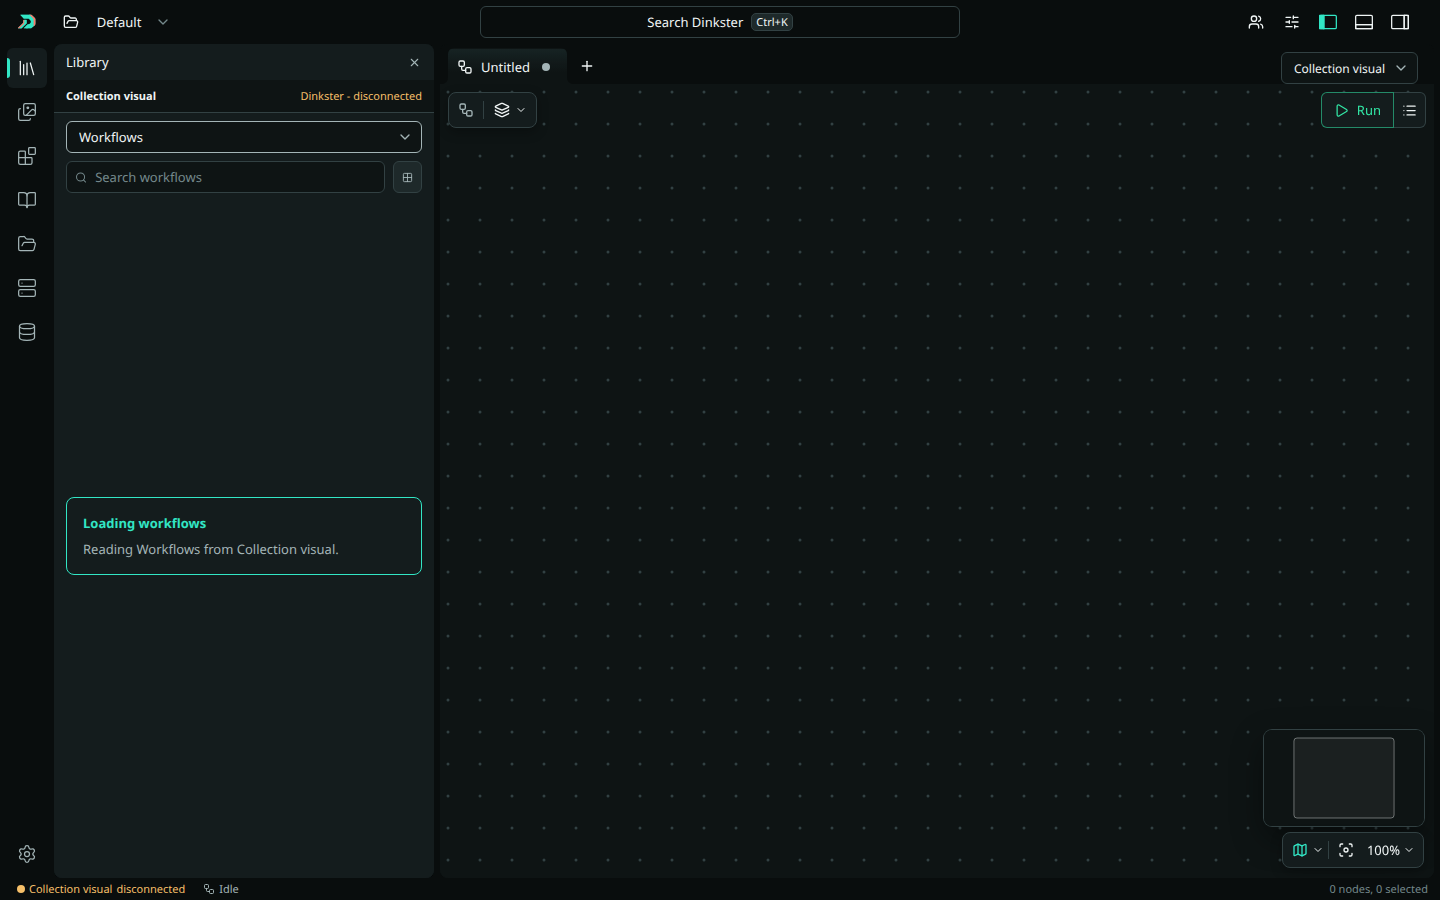 Default
Search Dinkster Ctrl+K
Library
Untitled
Collection visual
Collection visual
Dinkster - disconnected
Workflows
Run
Search workflows
Loading workflows
Reading Workflows from Collection visual.
100%
Collection visual disconnected
Idle
0 nodes, 0 selected